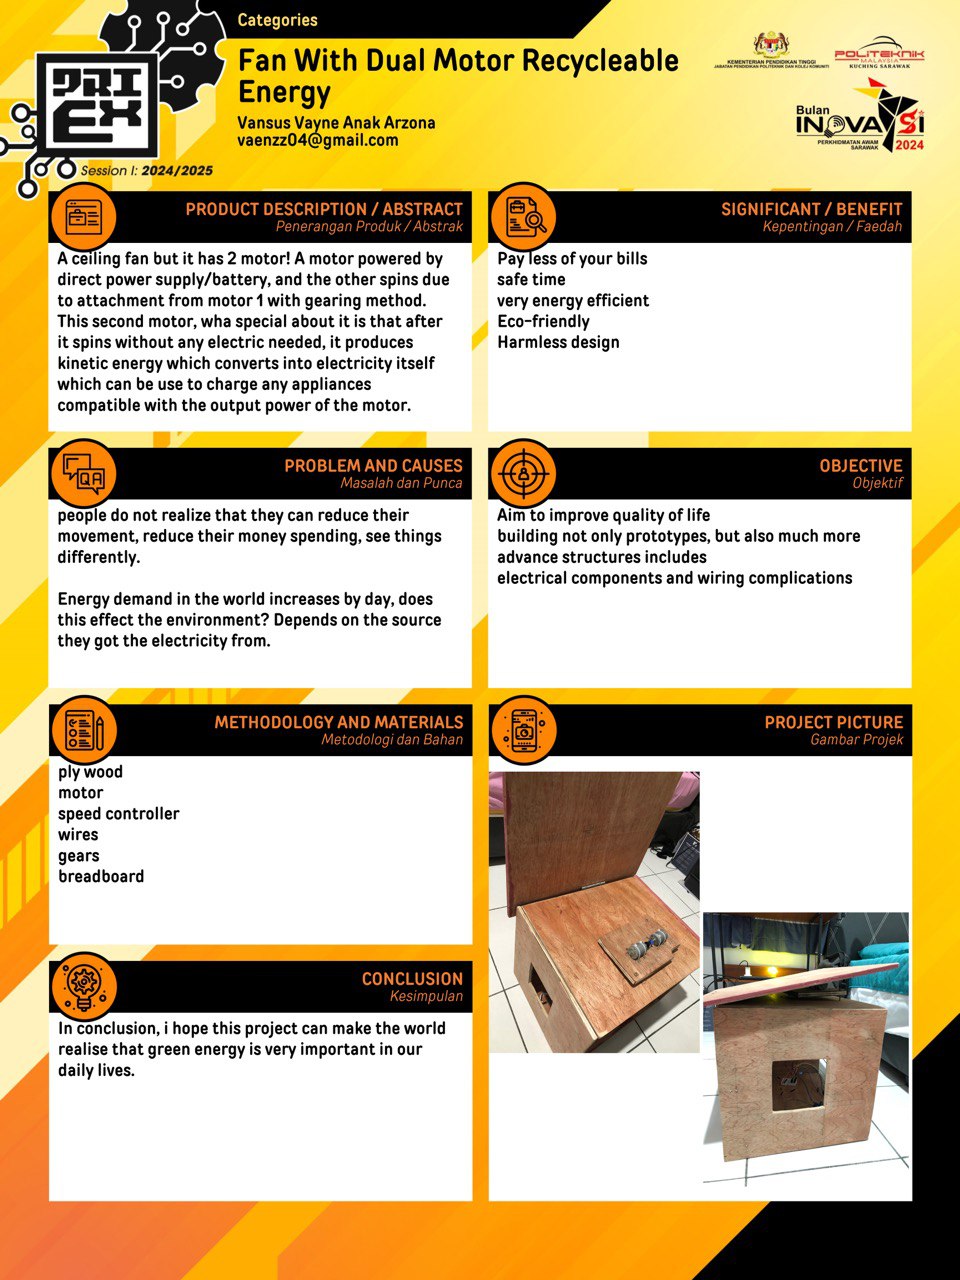 Categories
Fan With Dual Motor Recycleable
Energy
Vansus Vayne Anak Arzona
vaenzz04@gmail.com
PRI
EX
Session I: 2024/2025
KEMENTERIAN PENDIDIKAN TINGGI
JABATAN PENDIDIKAN POLITEKNIK DAN KOLEJ KOMUNITI
POLITEKNIK
MALAYSIA
KUCHING SARAWAK
Bulan
INOVASI
PERKHIDMATAN AWAM
SARAWAK
2024
PRODUCT DESCRIPTION / ABSTRACT
Penerangan Produk / Abstrak
A ceiling fan but it has 2 motor! A motor powered by
direct power supply/battery, and the other spins due
to attachment from motor 1 with gearing method.
This second motor, wha special about it is that after
it spins without any electric needed, it produces
kinetic energy which converts into electricity itself
which can be use to charge any appliances
compatible with the output power of the motor.
SIGNIFICANT / BENEFIT
Kepentingan / Faedah
Pay less of your bills
safe time
very energy efficient
Eco-friendly
Harmless design
QA
PROBLEM AND CAUSES
Masalah dan Punca
people do not realize that they can reduce their
movement, reduce their money spending, see things
differently.
Energy demand in the world increases by day, does
this effect the environment? Depends on the source
they got the electricity from.
OBJECTIVE
Objektif
Aim to improve quality of life
building not only prototypes, but also much more
advance structures includes
electrical components and wiring complications
METHODOLOGY AND MATERIALS
Metodologi dan Bahan
ply wood
motor
speed controller
wires
gears
breadboard
PROJECT PICTURE
Gambar Projek
CONCLUSION
Kesimpulan
In conclusion, i hope this project can make the world
realise that green energy is very important in our
daily lives.